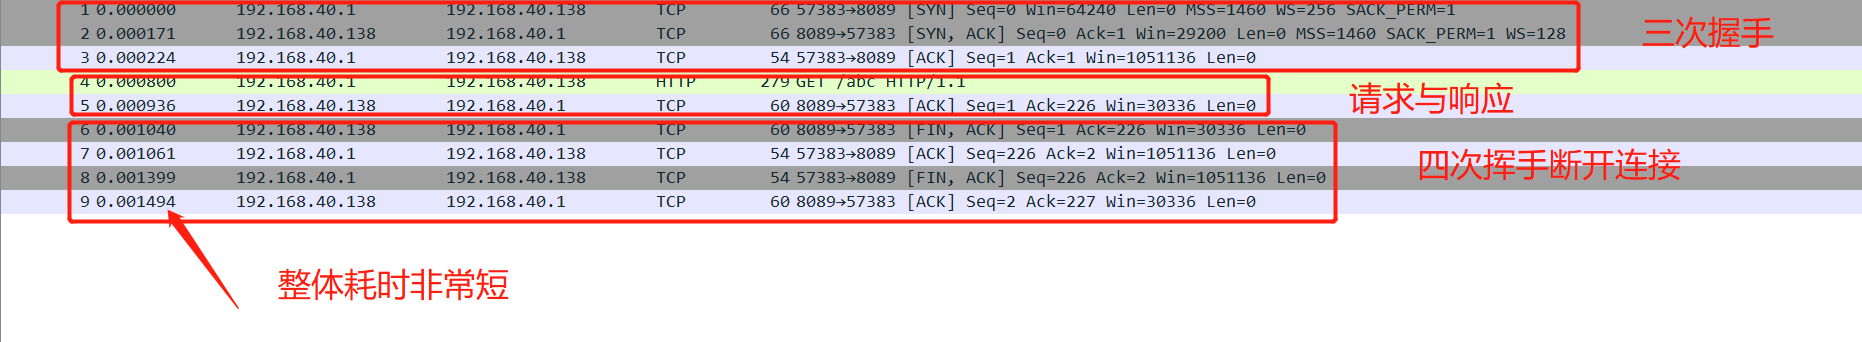 1 0.000000 192.168.40.1 192.168.40.138 TCP 66 57383→8089 [SYN] Seq=0 Win=64240 Len=0 MSS=1460 WS=256 SACK_PERM=1
2 0.000171 192.168.40.138 192.168.40.1 TCP 66 8089→57383 [SYN, ACK] Seq=0 Ack=1 Win=29200 Len=0 MSS=1460 SACK_PERM=1 WS=128
三次握手
3 0.000224 192.168.40.1 192.168.40.138 TCP 54 57383→8089 [ACK] Seq=1 Ack=1 Win=1051136 Len=0
4 0.000800 192.168.40.1 192.168.40.138 HTTP 279 GET /abc HTTP/1.1
5 0.000936 192.168.40.138 192.168.40.1 TCP 60 8089→57383 [ACK] Seq=1 Ack=226 Win=30336 Len=0
请求与响应
6 0.001040 192.168.40.138 192.168.40.1 TCP 60 8089→57383 [FIN, ACK] Seq=1 Ack=226 Win=30336 Len=0
7 0.001061 192.168.40.1 192.168.40.138 TCP 54 57383→8089 [ACK] Seq=226 Ack=2 Win=1051136 Len=0
四次挥手断开连接
8 0.001399 192.168.40.1 192.168.40.138 TCP 54 57383→8089 [FIN, ACK] Seq=226 Ack=2 Win=1051136 Len=0
9 0.001494 192.168.40.138 192.168.40.1 TCP 60 8089→57383 [ACK] Seq=2 Ack=227 Win=30336 Len=0
整体耗时非常短